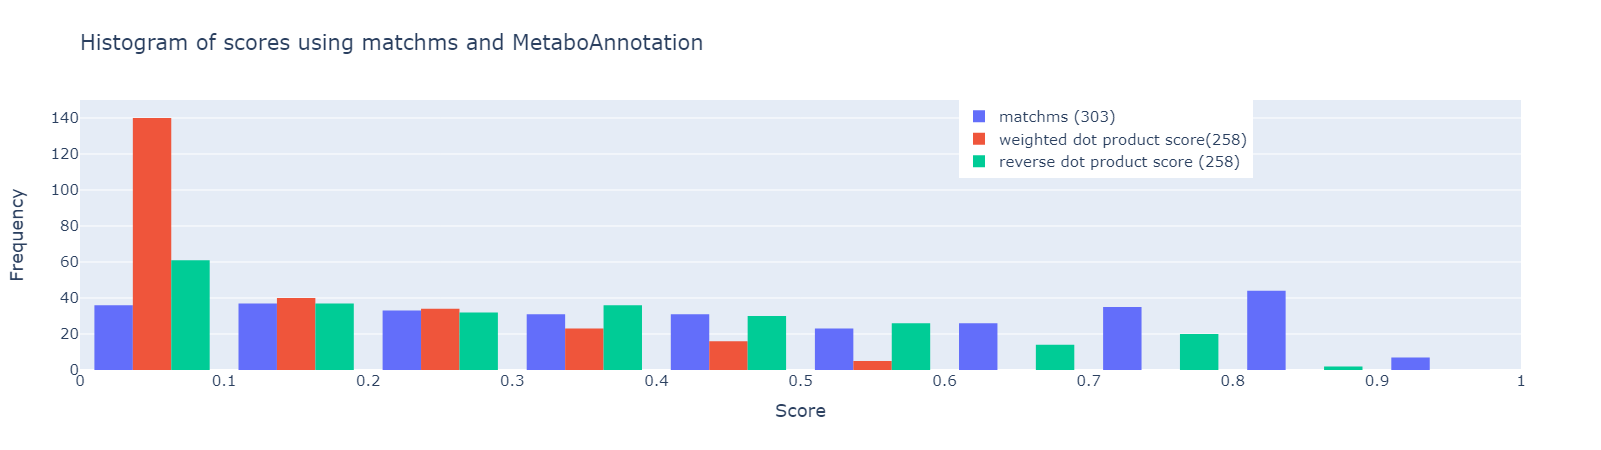 Histogram of scores using matchms and MetaboAnnotation
matchms (303)
weighted dot product score(258)
reverse dot product score (258)
Frequency
140
120
100
80
60
40
20
0
0 0.1 0.2 0.3 0.4 0.5 0.6 0.7 0.8 0.9 1
Score